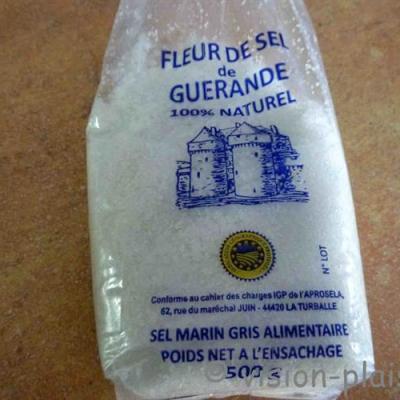 FLEUR DE SEL
de
GUERANDE
100% NATUREL
N° LOT
Conforme au cahier des charges IGP de l'APROSELA,
62, rue du maréchal JUIN - 44420 LA TURBALLE
SEL MARIN GRIS ALIMENTAIRE
POIDS NET A L'ENSACHAGE
500 g
vision-plais